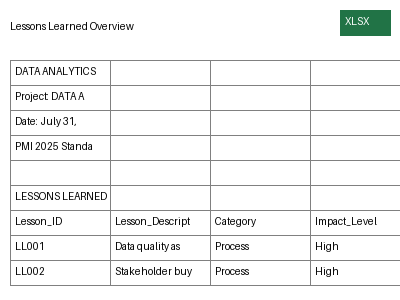 Lessons Learned Overview
XLSX
DATA ANALYTICS
Project: DATA A
Date: July 31,
PMI 2025 Standa
LESSONS LEARNED
Lesson_ID Lesson_Descript Category Impact_Level
LL001 Data quality as Process High
LL002 Stakeholder buy Process High